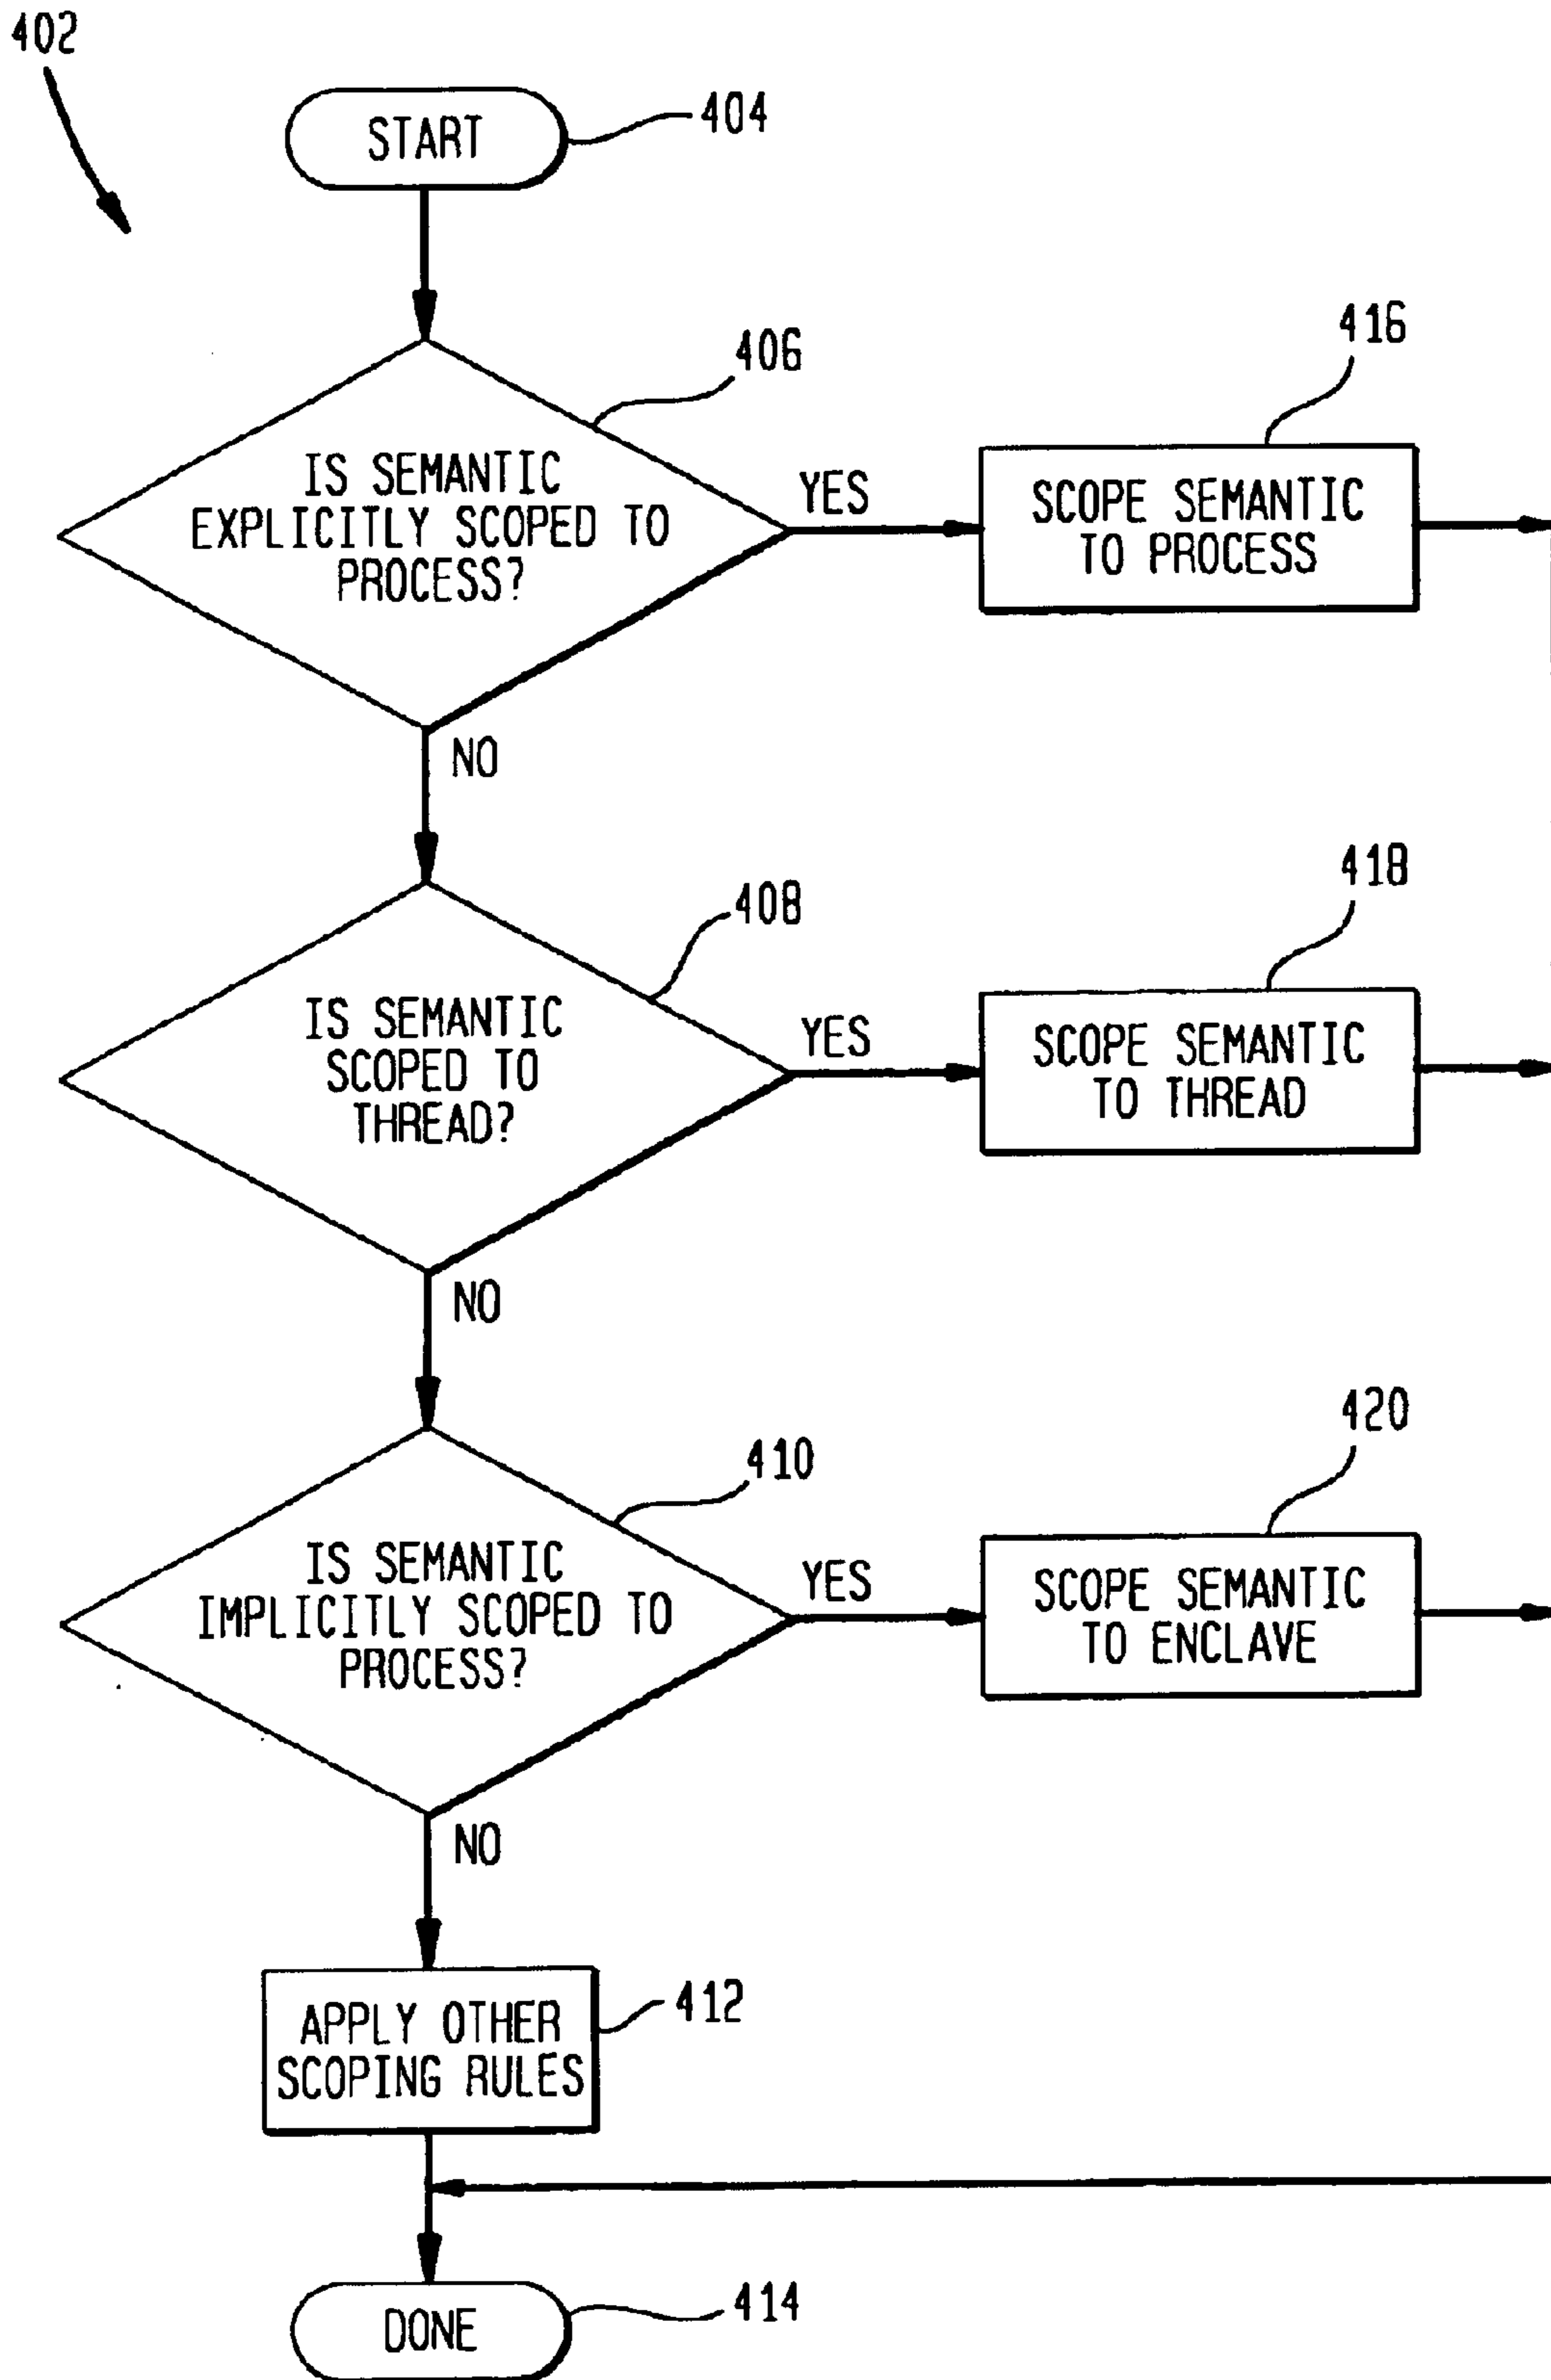 402
START
404
406
IS SEMANTIC
EXPLICITLY SCOPED TO
PROCESS?
YES
416
SCOPE SEMANTIC
TO PROCESS
NO
408
IS SEMANTIC
SCOPED TO
THREAD?
YES
418
SCOPE SEMANTIC
TO THREAD
NO
410
IS SEMANTIC
IMPLICITLY SCOPED TO
PROCESS?
YES
420
SCOPE SEMANTIC
TO ENCLAVE
NO
APPLY OTHER
SCOPING RULES
412
DONE
414